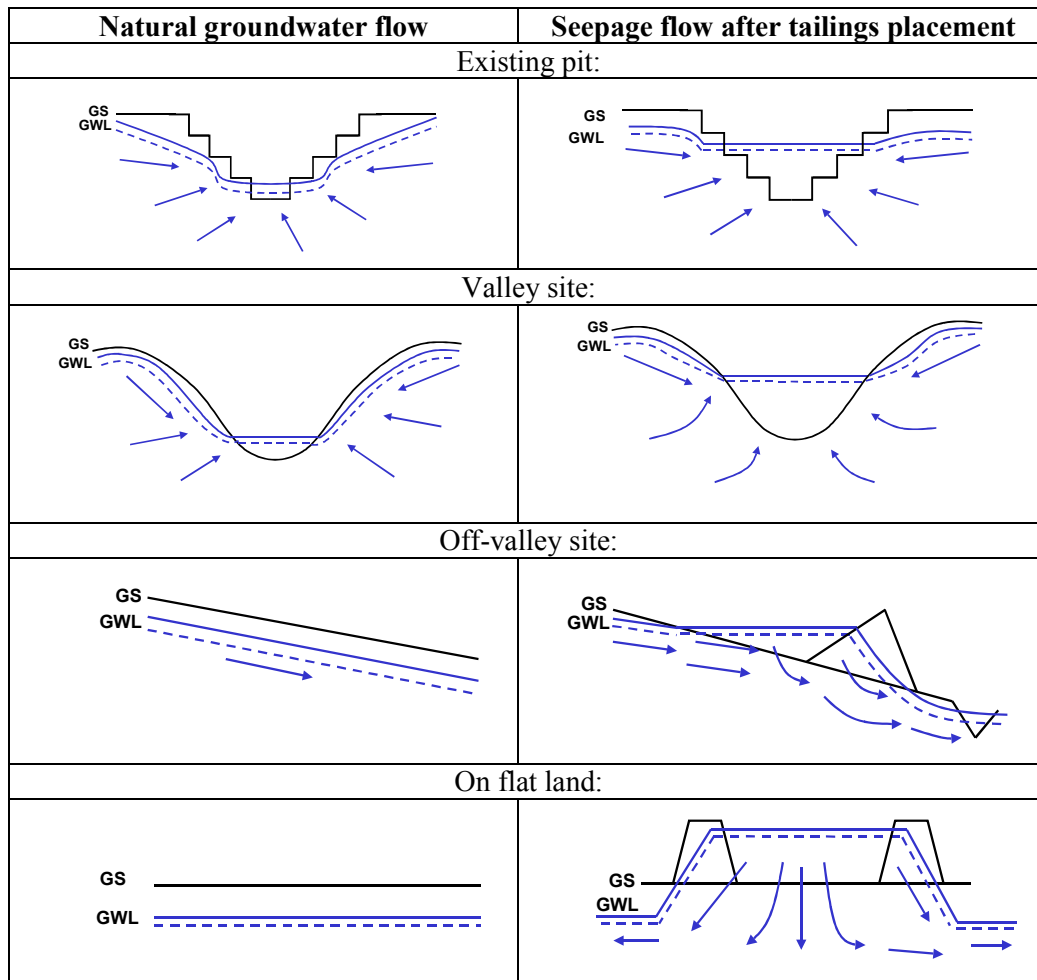 Natural groundwater flow
Seepage flow after tailings placement
Existing pit:
GS
GWL
GS
GWL
Valley site:
GS
GWL
GS
GWL
Off-valley site:
GS
GWL
GS
GWL
On flat land:
GS
GWL
GS
GWL